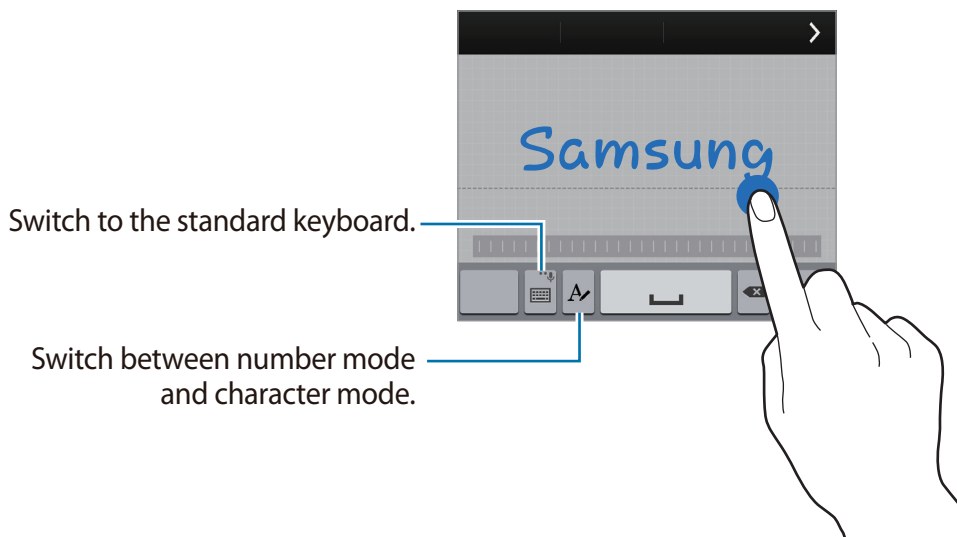 Samsung
Switch to the standard keyboard.
A
Switch between number mode
and character mode.